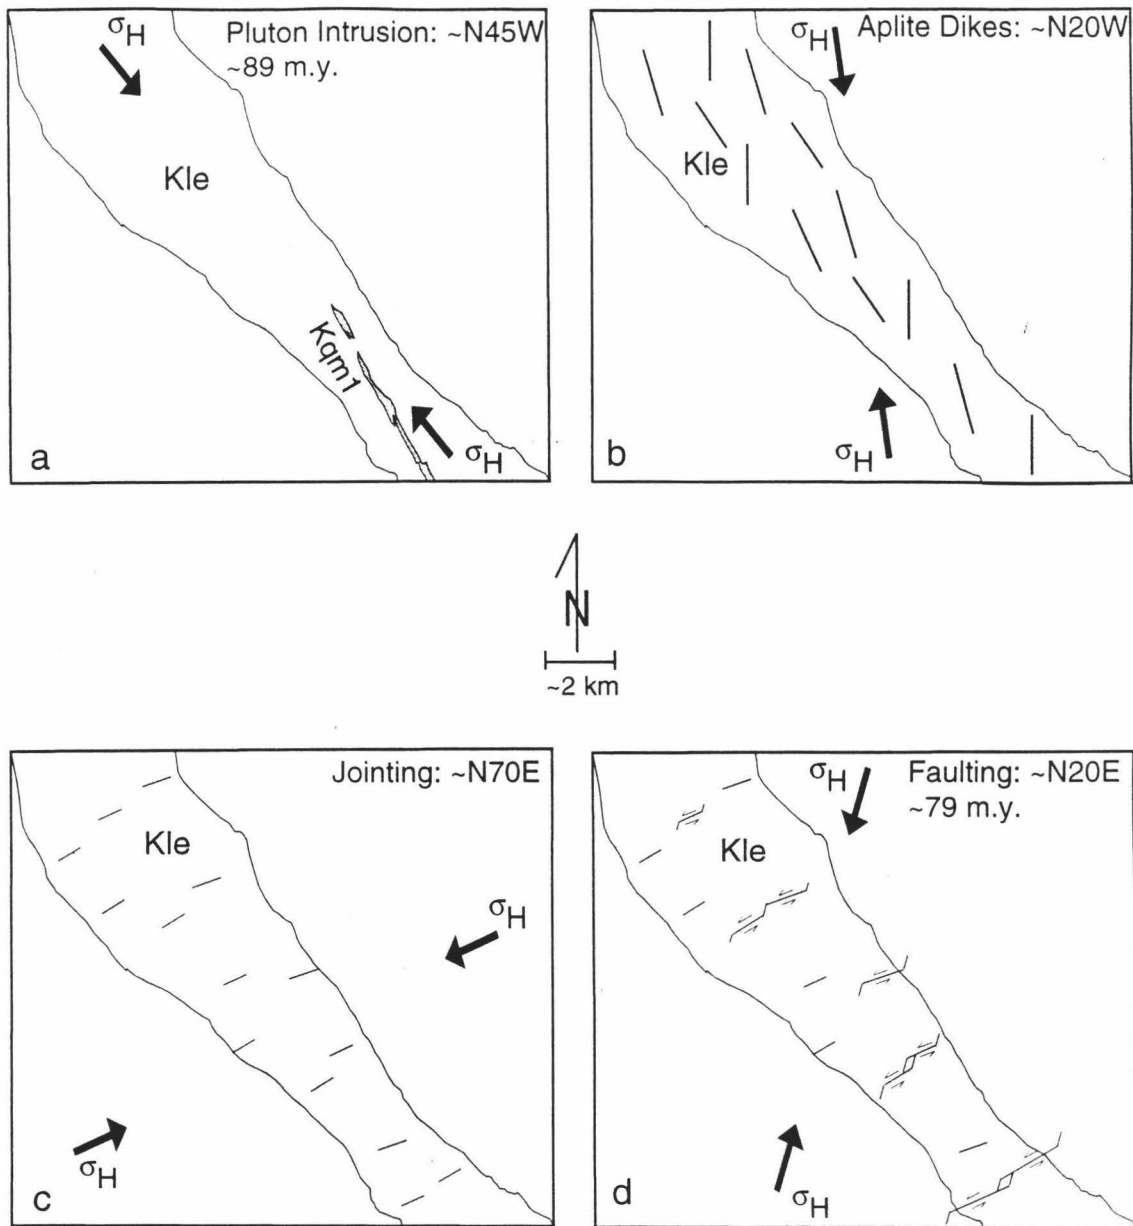 σH
Pluton Intrusion: ~N45W
~89 m.y.
Kle
Kqm1
σH
a
σH
Aplite Dikes: ~N20W
Kle
σH
b
N
~2 km
Jointing: ~N70E
Kle
σH
σH
c
σH
Faulting: ~N20E
~79 m.y.
Kle
σH
d